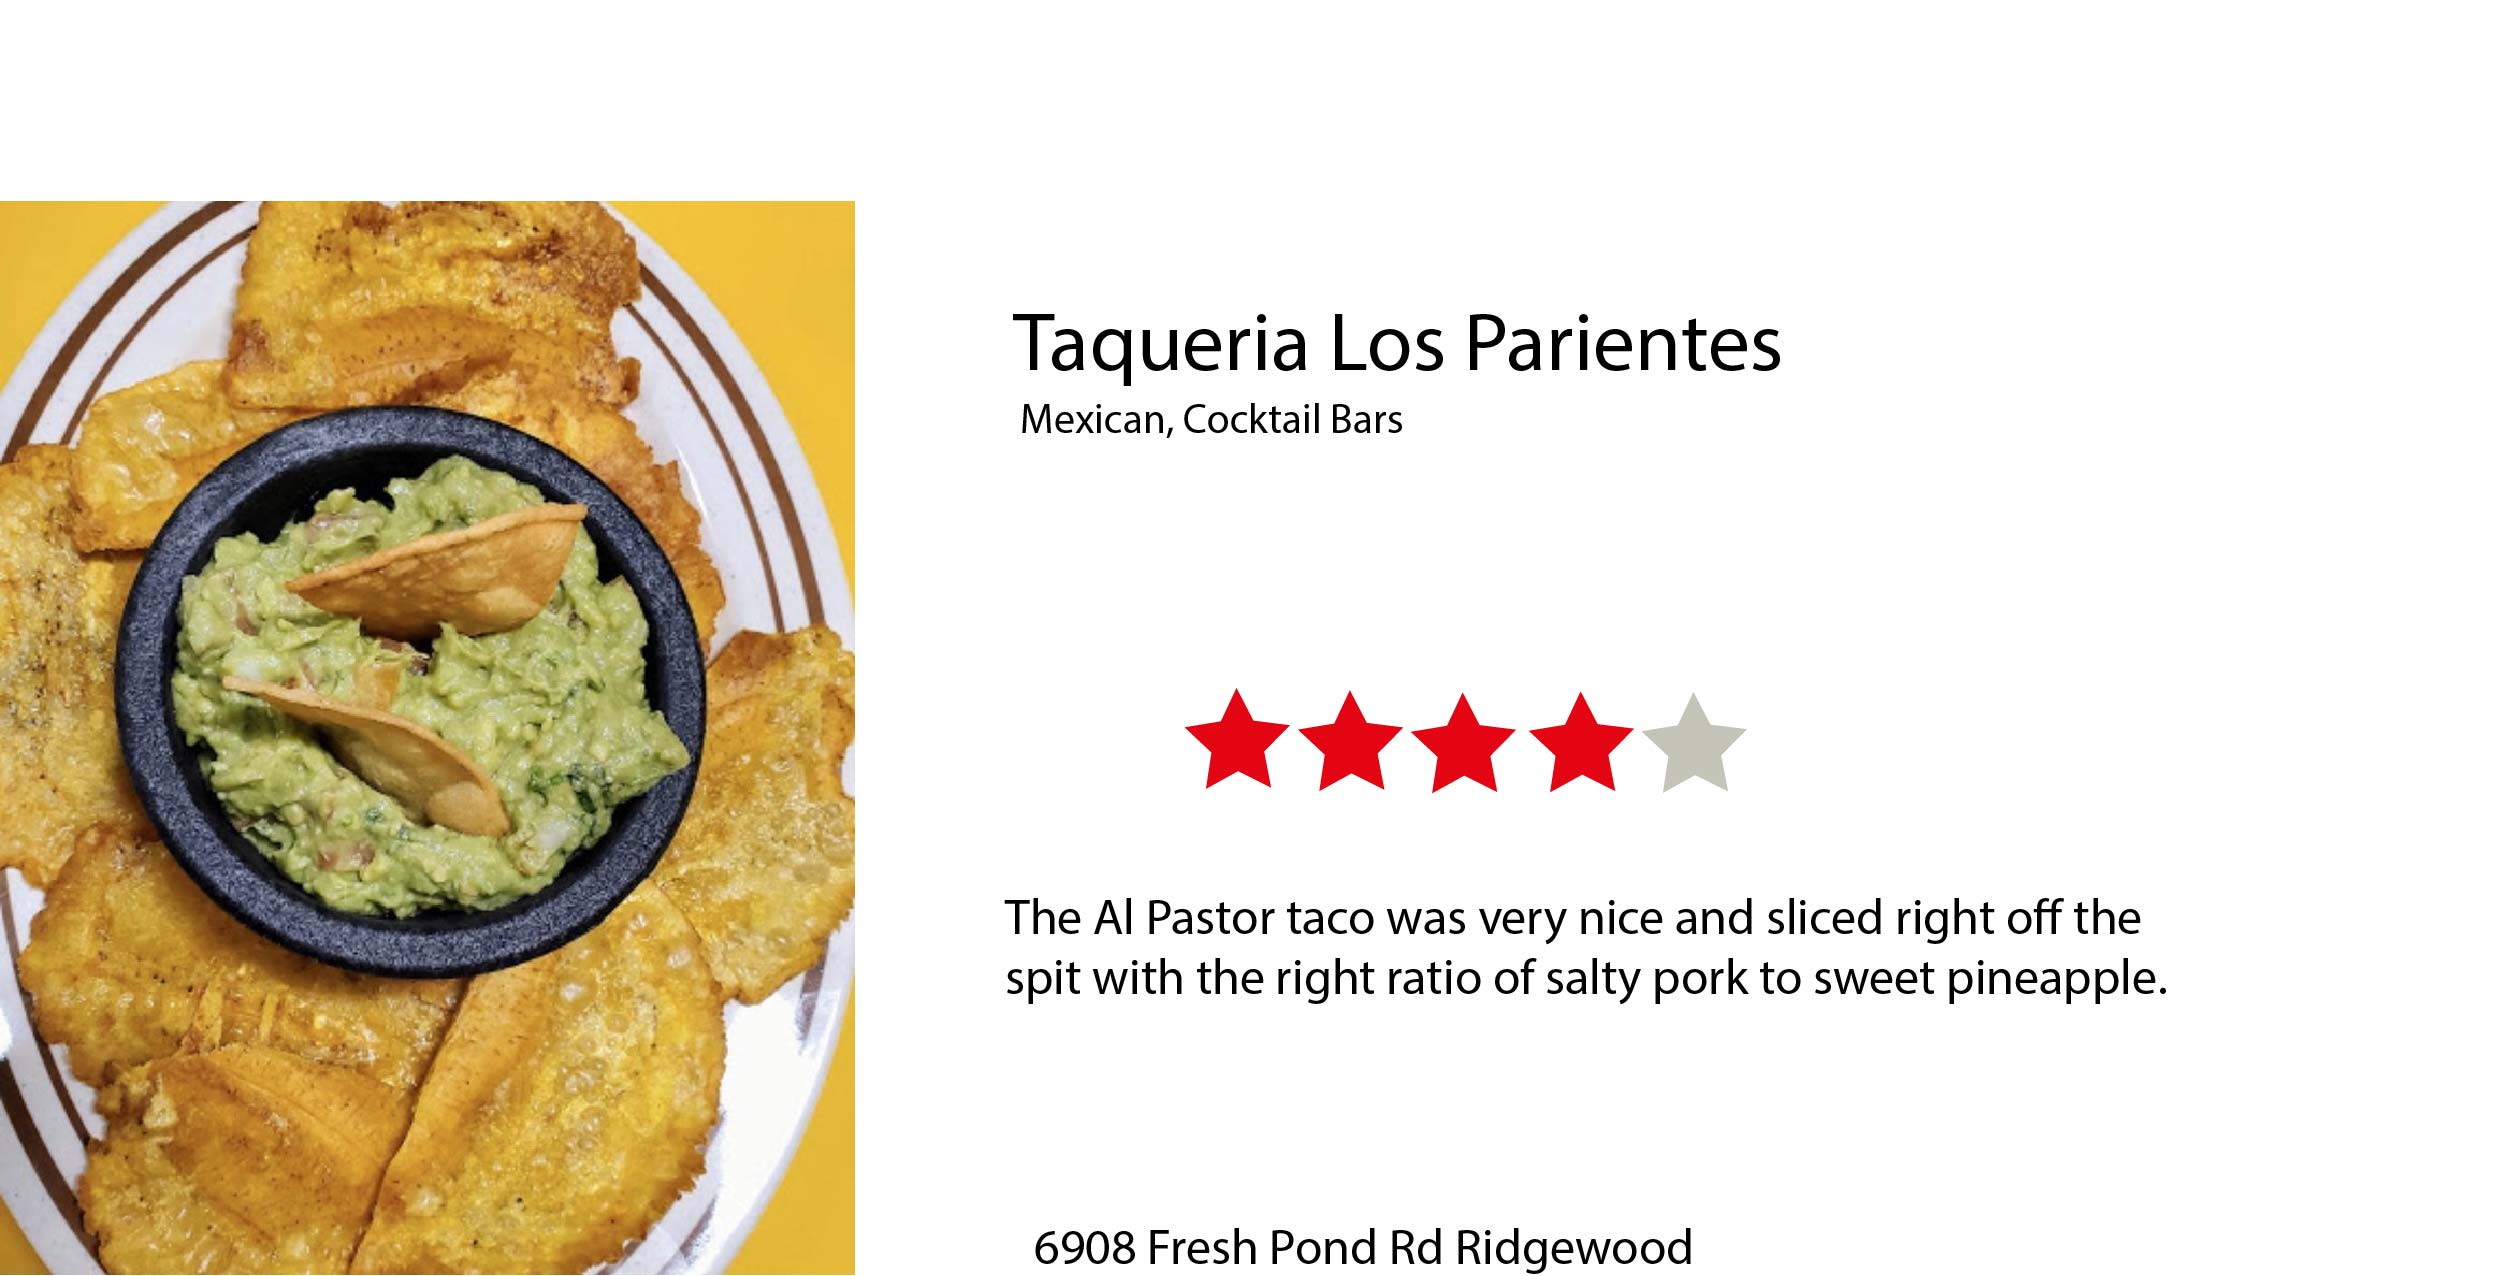 Taqueria Los Parientes
Mexican, Cocktail Bars
The Al Pastor taco was very nice and sliced right off the
spit with the right ratio of salty pork to sweet pineapple.
6908 Fresh Pond Rd Ridgewood